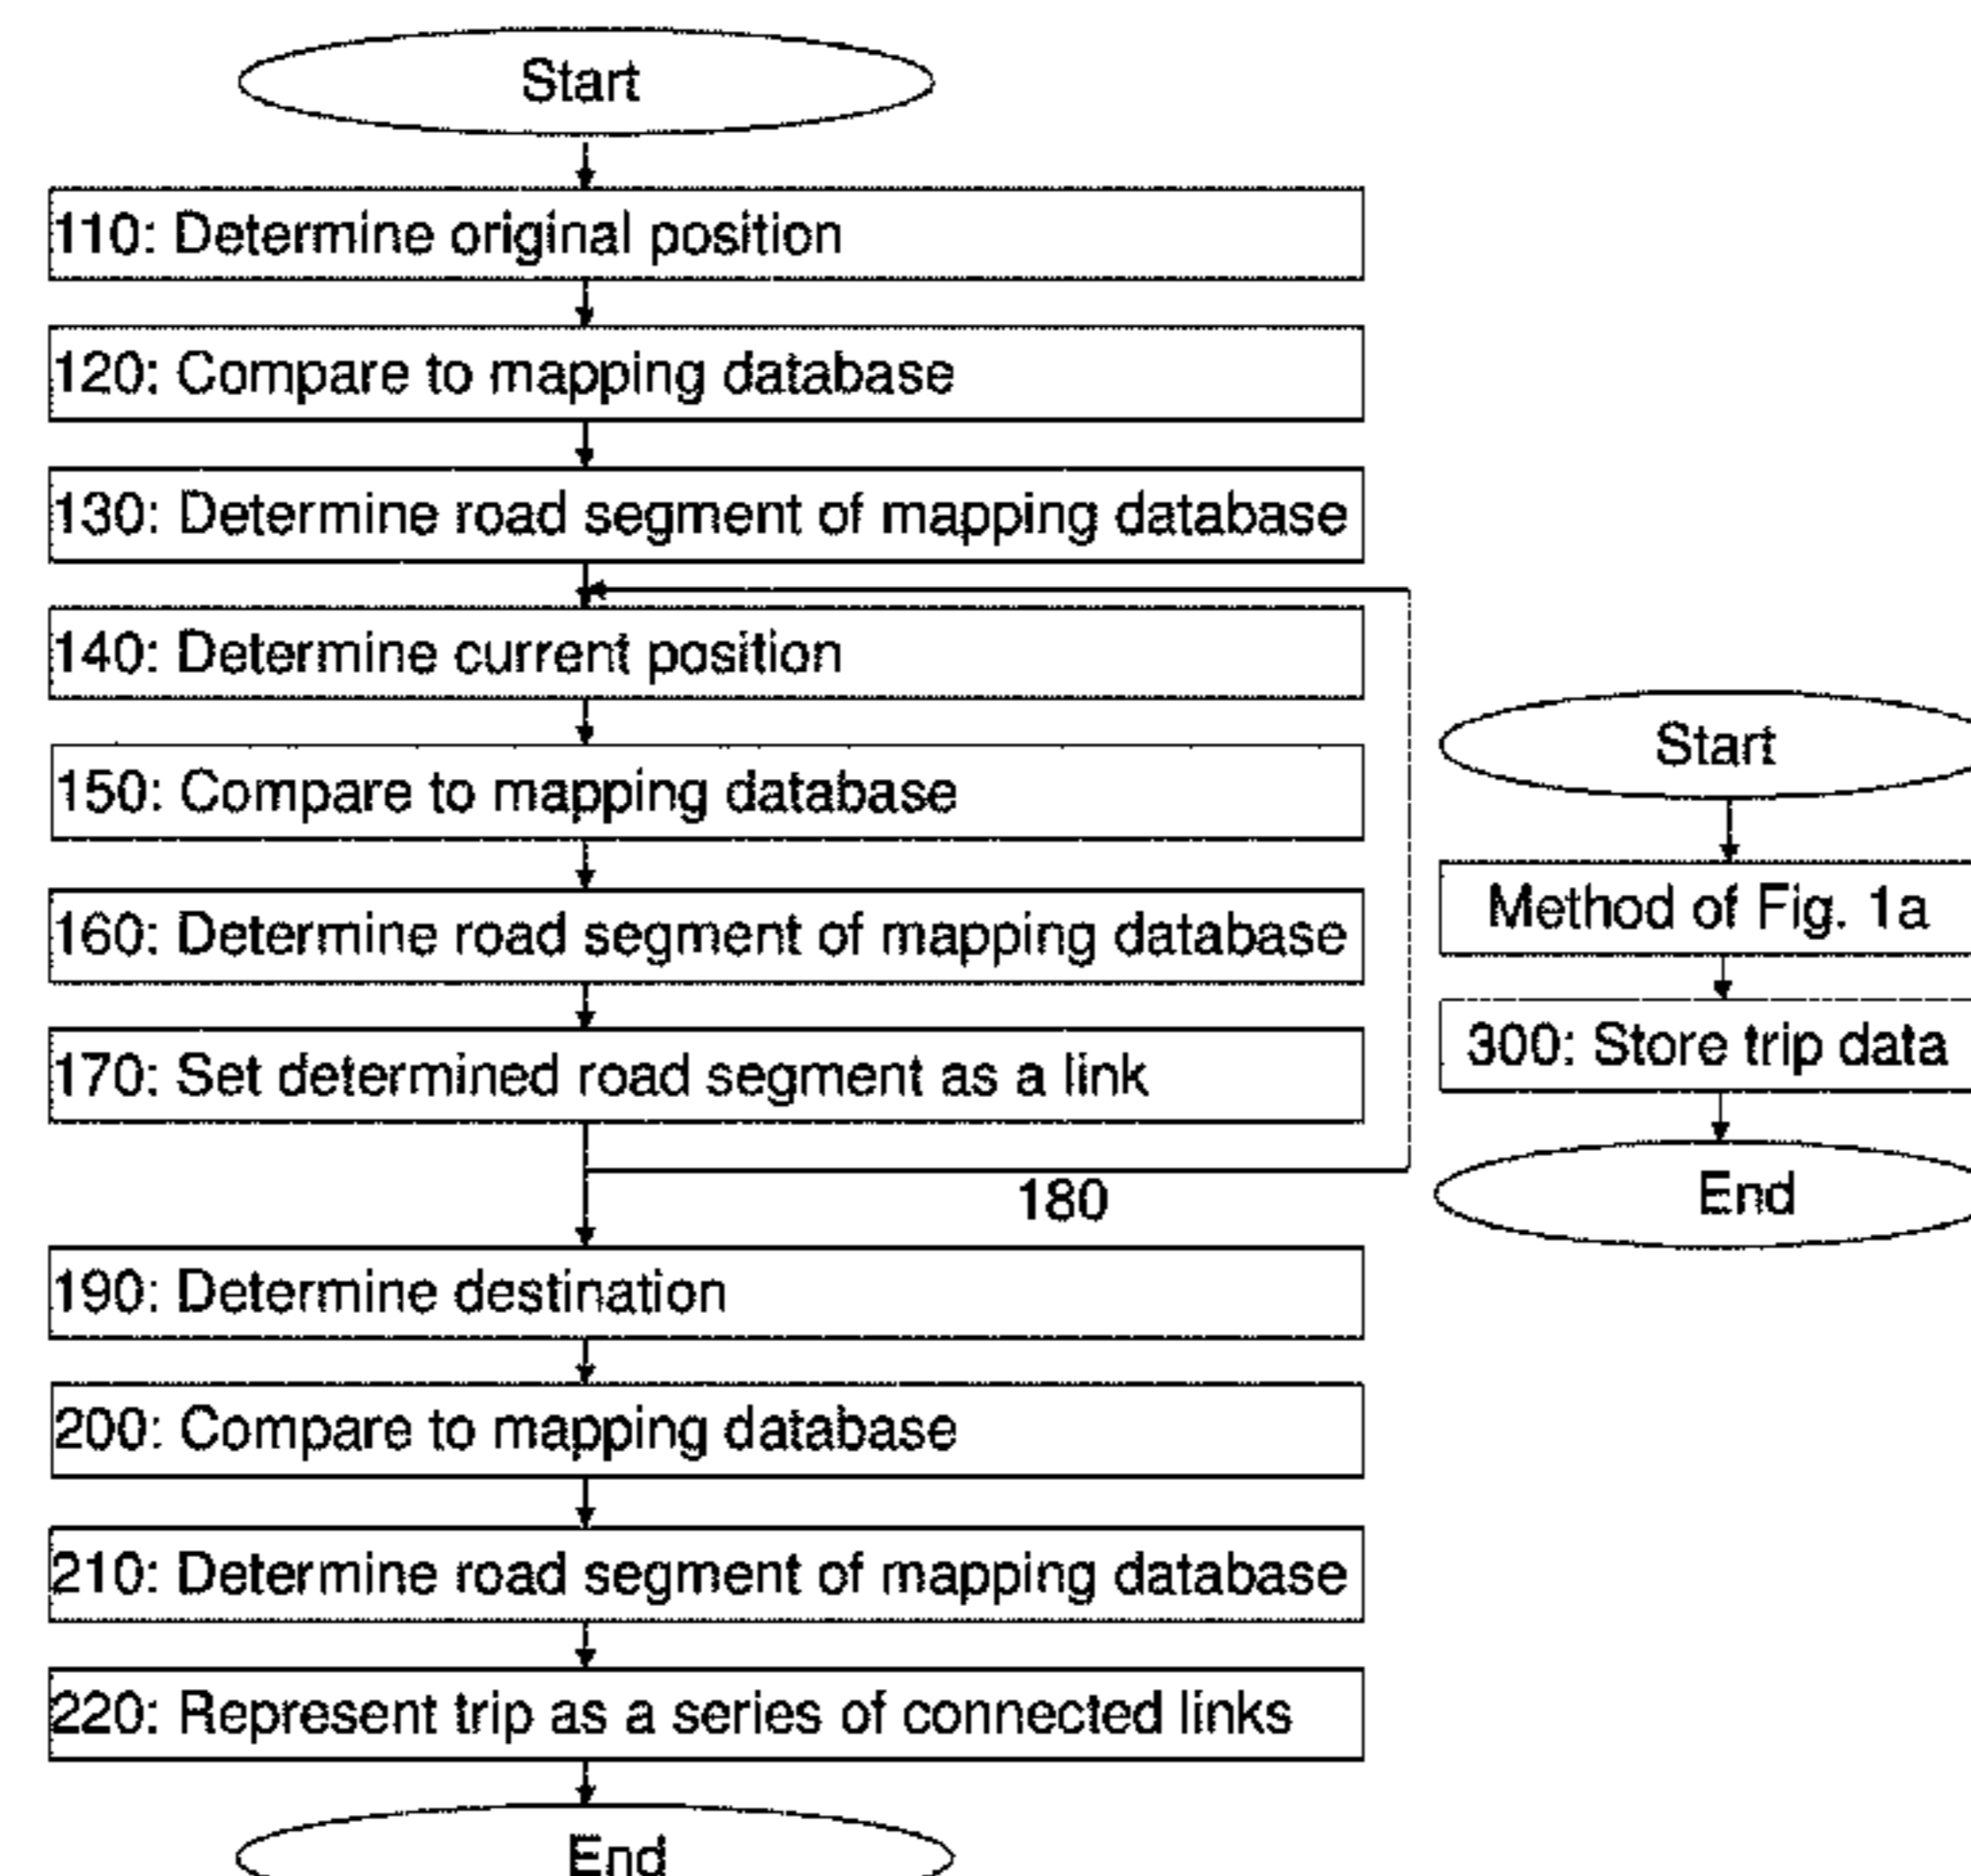 Start
110: Determine original position
120: Compare to mapping database
130: Determine road segment of mapping database
140: Determine current position
150: Compare to mapping database
160: Determine road segment of mapping database
170: Set determined road segment as a link
180
190: Determine destination
200: Compare to mapping database
210: Determine road segment of mapping database
220: Represent trip as a series of connected links
End
Start
Method of Fig. 1a
300: Store trip data
End